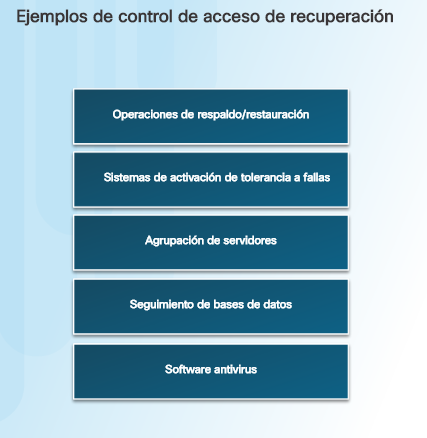 Ejemplos de control de acceso de recuperación
Operaciones de respaldo/restauración
Sistemas de activación de tolerancia a fallas
Agrupación de servidores
Seguimiento de bases de datos
Software antivirus